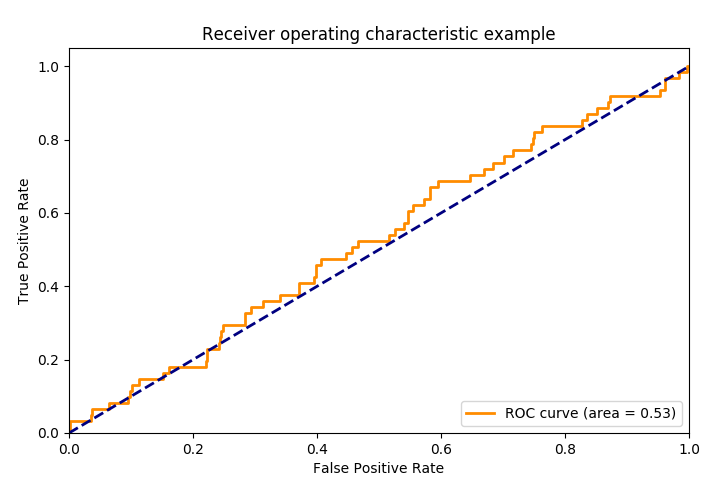 Receiver operating characteristic example
1.0
0.8
0.6
0.4
0.2
0.0
True Positive Rate
ROC curve (area = 0.53)
0.0 0.2 0.4 0.6 0.8 1.0
False Positive Rate